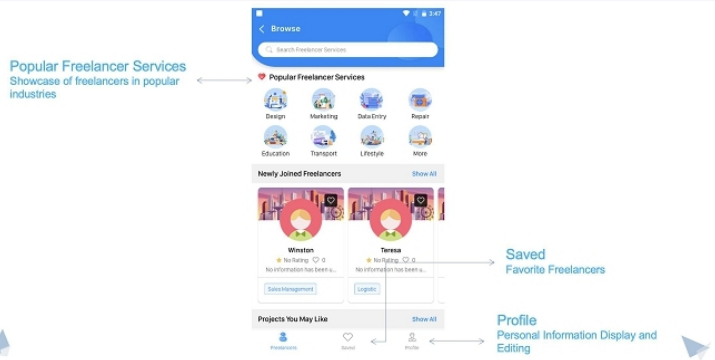 3:47
Browse
Search Freelancer Services
Popular Freelancer Services
Showcase of freelancers in popular
industries
Popular Freelancer Services
Design Marketing Data Entry Repair
Education Transport Lifestyle More
Newly Joined Freelancers Show All
Winston Teresa
No Rating 0 No Rating 0
No information has been u... No information has been u...
Sales Management Logistic
Saved
Favorite Freelancers
Projects You May Like Show All
Freelancers Saved Profile
Profile
Personal Information Display and
Editing